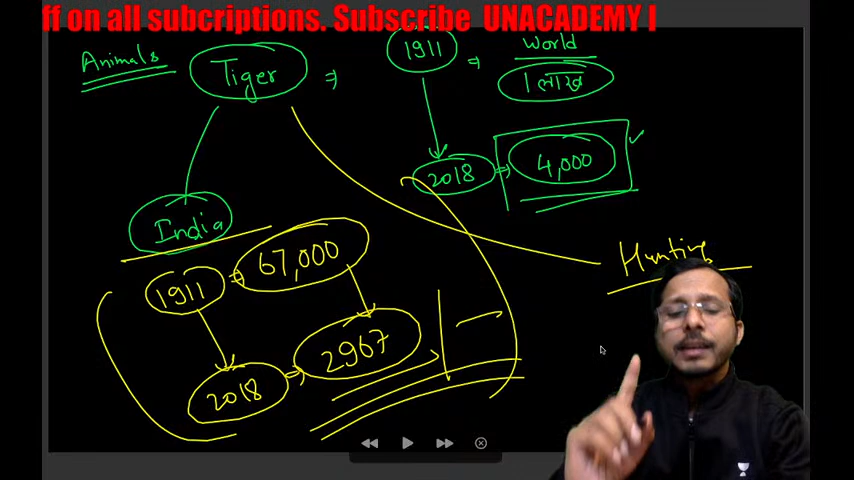 ff on all subcriptions. Subscribe UNACADEMY I
Animals
Tiger ⇒ 1911 ⇒ World
1 लाख
2018 ⇒ 4,000
India
Hunting
1911 ⇒ 67,000
2018 ⇒ 2967